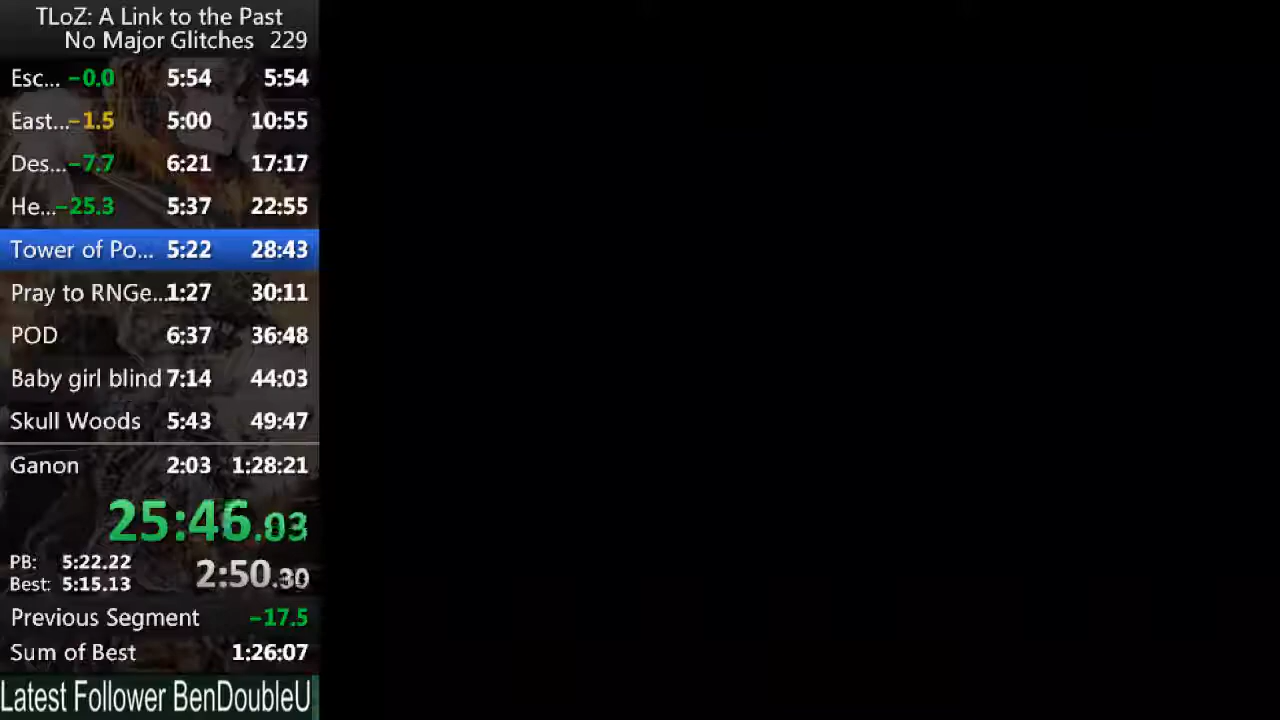 TLoZ: A Link to the Past
No Major Glitches 229
Esc... −0.0 5:54 5:54
East... −1.5 5:00 10:55
Des... −7.7 6:21 17:17
He... −25.3 5:37 22:55
Tower of Po... 5:22 28:43
Pray to RNGe... 1:27 30:11
POD 6:37 36:48
Baby girl blind 7:14 44:03
Skull Woods 5:43 49:47
Ganon 2:03 1:28:21
25:46.03
PB: 5:22.22
Best: 5:15.13
2:50.30
Previous Segment −17.5
Sum of Best 1:26:07
Latest Follower BenDoubleU